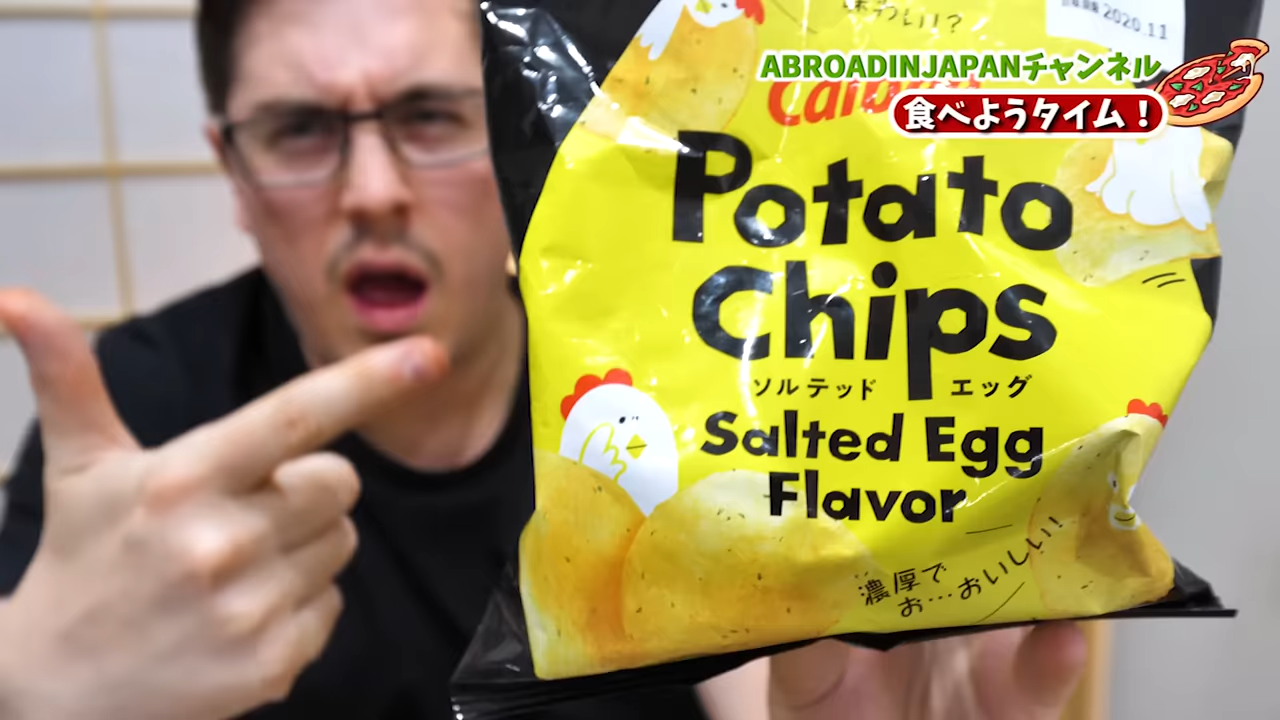 2020.11
ABROADINJAPANチャンネル
食べようタイム！
Potato
Chips
ソルテッド エッグ
Salted Egg
Flavor
濃厚で
お…おいしい！